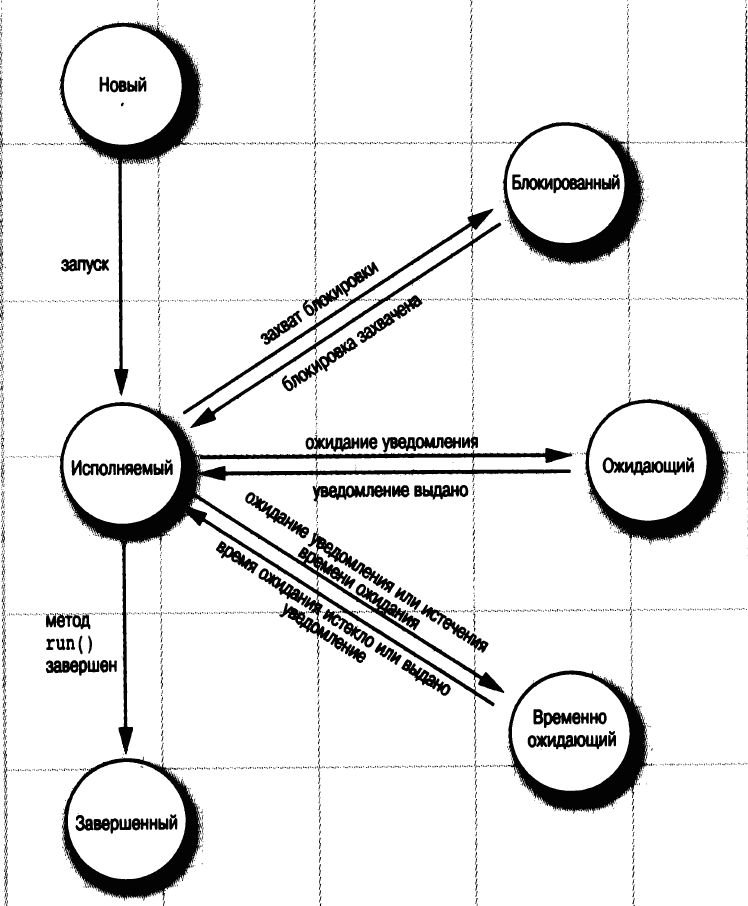 Новый
Блокированный
запуск
захват блокировки
блокировка захвачена
Исполняемый
ожидание уведомления
уведомление выдано
Ожидающий
ожидание уведомления или истечения
времени ожидания
время ожидания истекло или выдано
уведомление
метод
run()
завершен
Временно
ожидающий
Завершенный